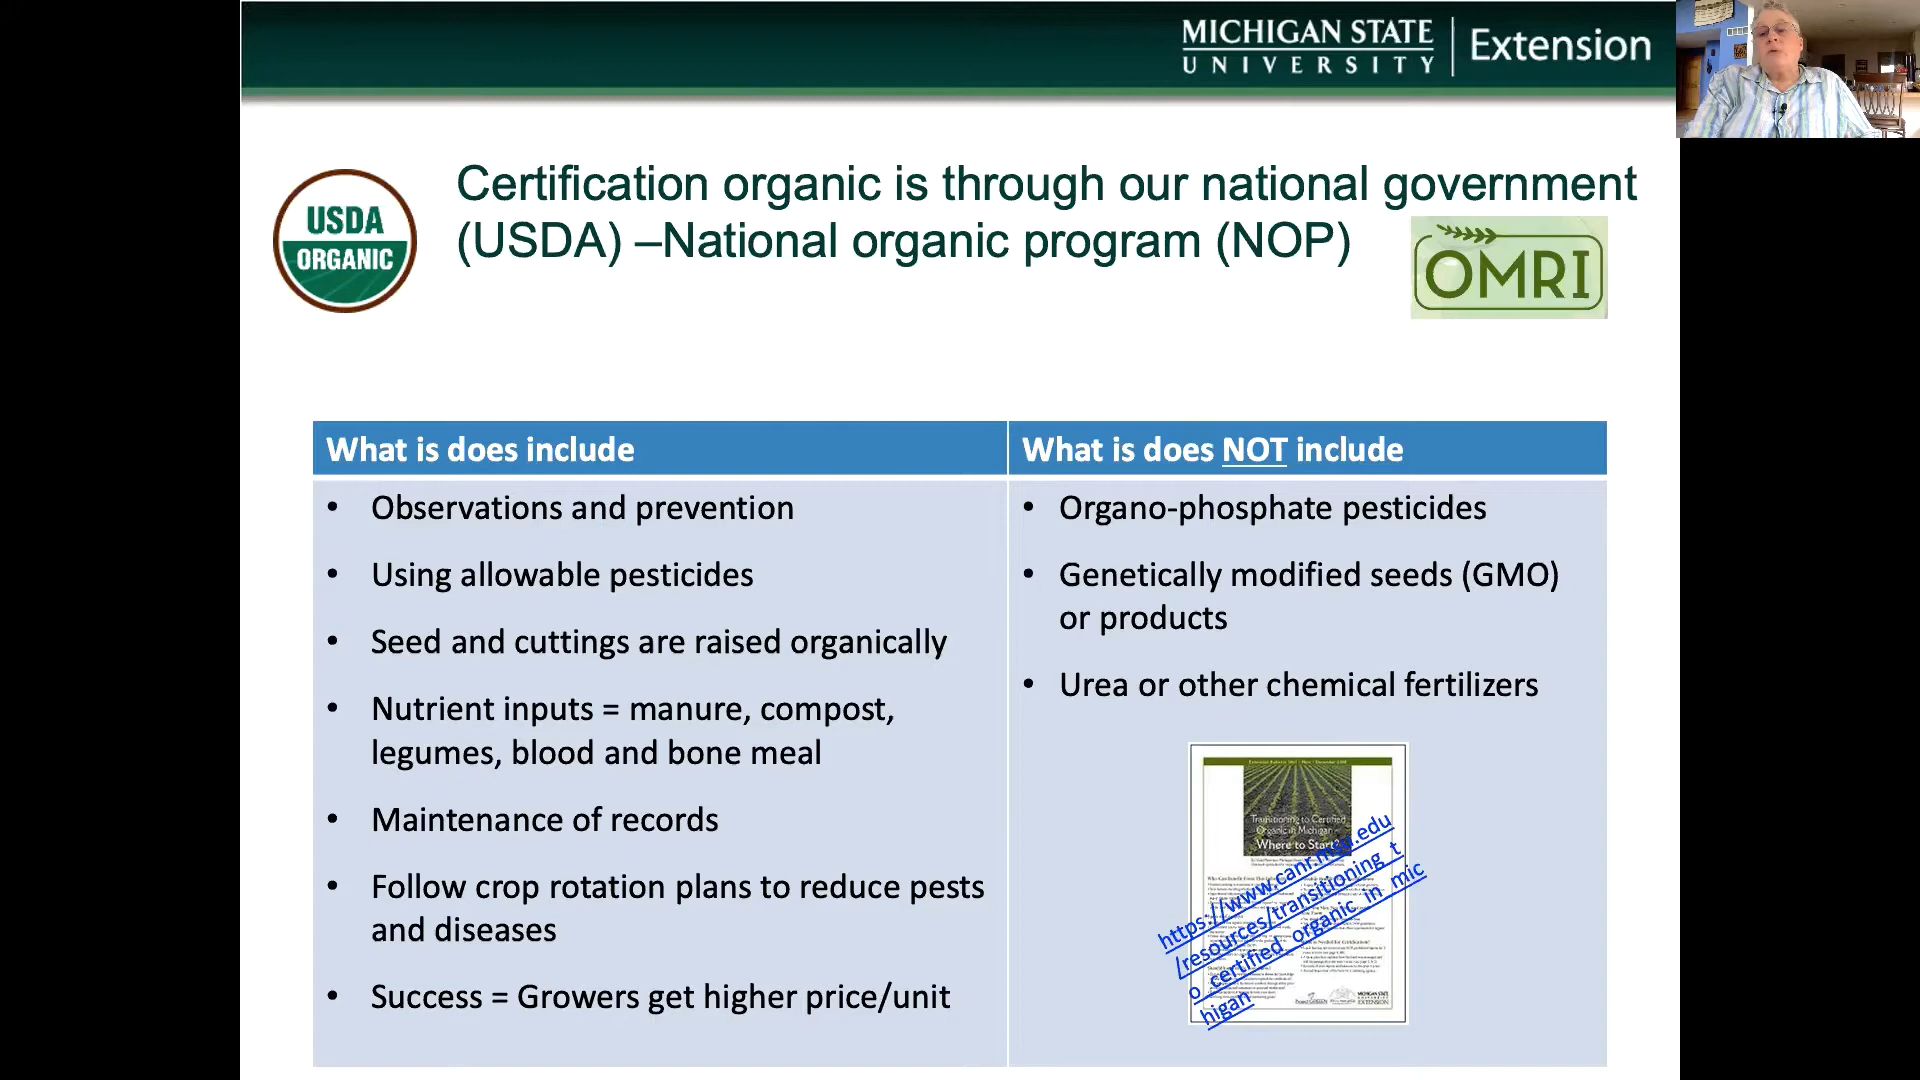 MICHIGAN STATE
UNIVERSITY
Extension
USDA
ORGANIC
Certification organic is through our national government
(USDA) –National organic program (NOP)
OMRI
What is does include
• Observations and prevention
• Using allowable pesticides
• Seed and cuttings are raised organically
• Nutrient inputs = manure, compost,
legumes, blood and bone meal
• Maintenance of records
• Follow crop rotation plans to reduce pests
and diseases
• Success = Growers get higher price/unit
What is does NOT include
• Organo-phosphate pesticides
• Genetically modified seeds (GMO)
or products
• Urea or other chemical fertilizers
Transitioning to Certified
Organic in Michigan
Where to Start?
https://www.canr.msu.edu
/resources/transitioning_t
o_certified_organic_in_mic
higan
MICHIGAN STATE
EXTENSION